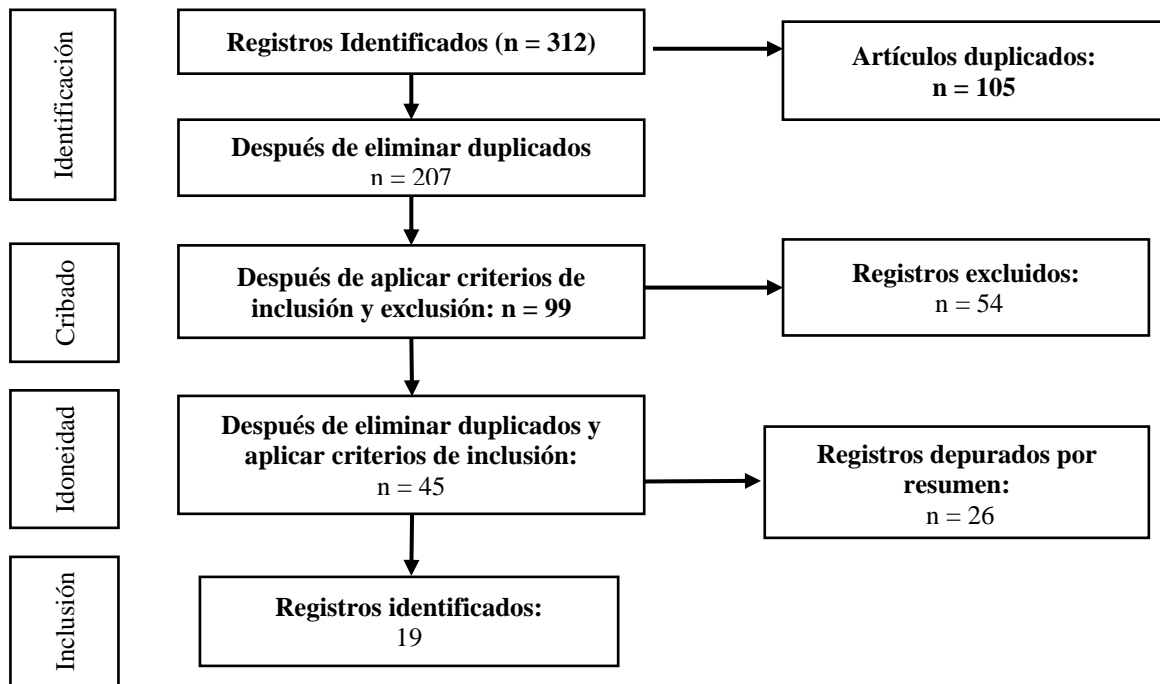 Identificación
Registros Identificados (n = 312)
Artículos duplicados:
n = 105
Después de eliminar duplicados
n = 207
Cribado
Después de aplicar criterios de
inclusión y exclusión: n = 99
Registros excluidos:
n = 54
Idoneidad
Después de eliminar duplicados y
aplicar criterios de inclusión:
n = 45
Registros depurados por
resumen:
n = 26
Inclusión
Registros identificados:
19